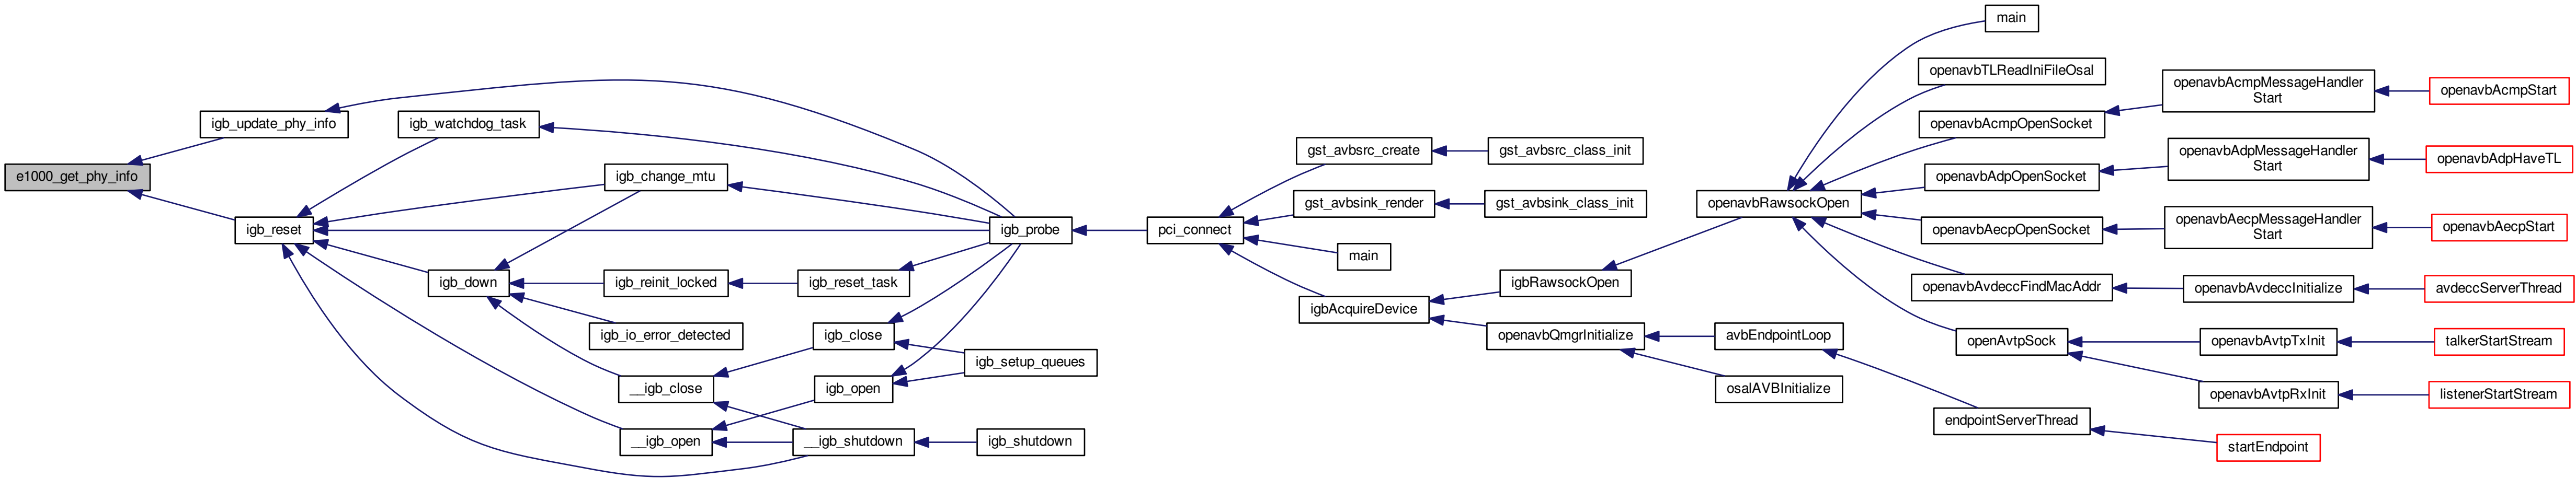 e1000_get_phy_info
igb_update_phy_info
igb_reset
igb_watchdog_task
igb_change_mtu
igb_down
igb_reinit_locked
igb_io_error_detected
__igb_close
__igb_open
igb_reset_task
igb_close
igb_open
__igb_shutdown
igb_probe
igb_setup_queues
igb_shutdown
pci_connect
gst_avbsrc_create
gst_avbsink_render
main
igbAcquireDevice
gst_avbsrc_class_init
gst_avbsink_class_init
igbRawsockOpen
openavbQmgrInitialize
openavbRawsockOpen
avbEndpointLoop
osalAVBInitialize
main
openavbTLReadIniFileOsal
openavbAcmpOpenSocket
openavbAdpOpenSocket
openavbAecpOpenSocket
openavbAvdeccFindMacAddr
openAvtpSock
endpointServerThread
openavbAcmpMessageHandler
Start
openavbAdpMessageHandler
Start
openavbAecpMessageHandler
Start
openavbAvdeccInitialize
openavbAvtpTxInit
openavbAvtpRxInit
startEndpoint
openavbAcmpStart
openavbAdpHaveTL
openavbAecpStart
avdeccServerThread
talkerStartStream
listenerStartStream